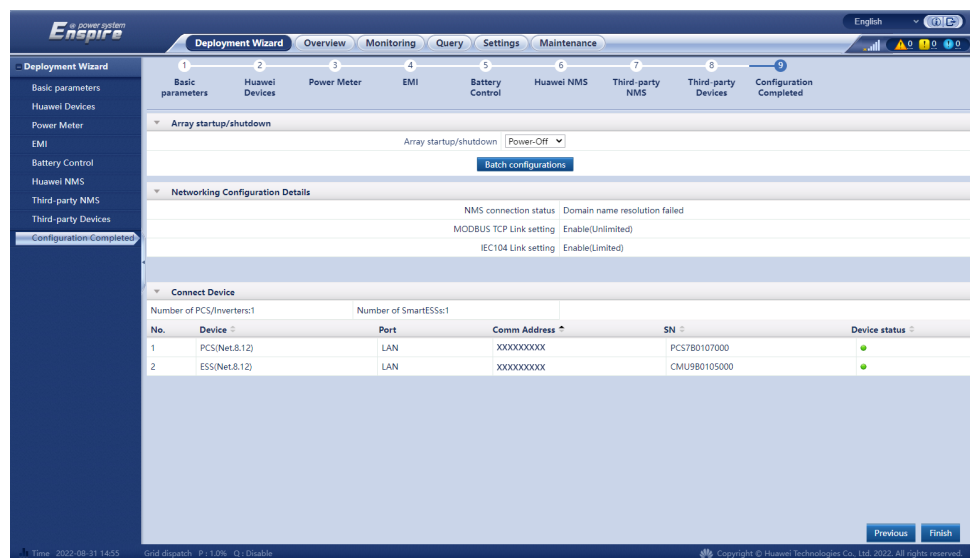 English
@ power system
Enspire
Deployment Wizard Overview Monitoring Query Settings Maintenance
0 0 0
Deployment Wizard
Basic parameters
Huawei Devices
Power Meter
EMI
Battery Control
Huawei NMS
Third-party NMS
Third-party Devices
Configuration Completed
1 2 3 4 5 6 7 8 9
Basic parameters Huawei Devices Power Meter EMI Battery Control Huawei NMS Third-party NMS Third-party Devices Configuration Completed
Array startup/shutdown
Array startup/shutdown Power-Off
Batch configurations
Networking Configuration Details
NMS connection status Domain name resolution failed
MODBUS TCP Link setting Enable(Unlimited)
IEC104 Link setting Enable(Limited)
Connect Device
Number of PCS/Inverters:1 Number of SmartESSs:1
No. Device Port Comm Address SN Device status
1 PCS(Net.8.12) LAN XXXXXXXXX PCS7B0107000
2 ESS(Net.8.12) LAN XXXXXXXXX CMU9B0105000
Previous Finish
Time 2022-08-31 14:55 Grid dispatch P : 1.0% Q : Disable Copyright © Huawei Technologies Co., Ltd. 2022. All rights reserved.